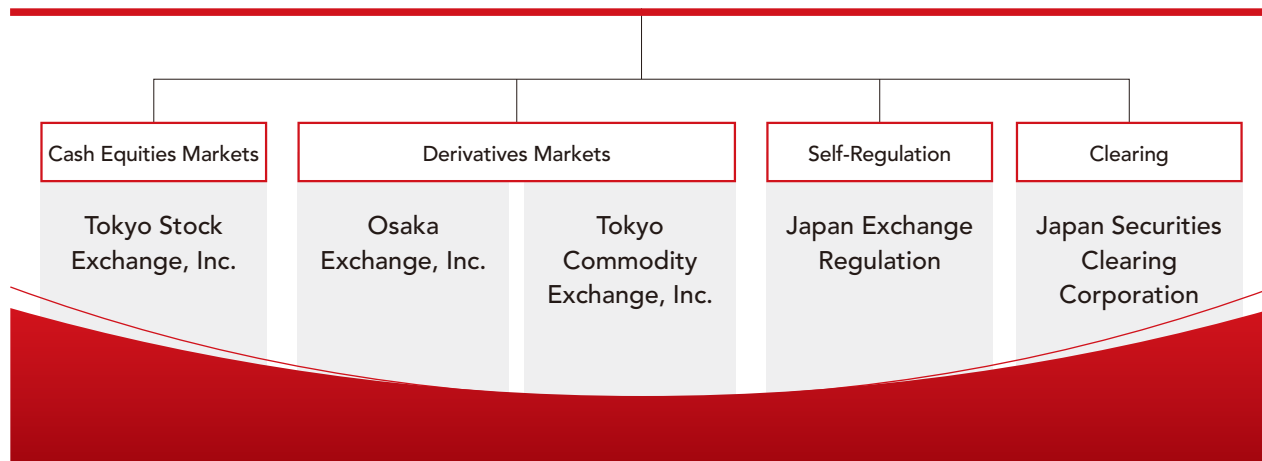 Cash Equities Markets
Derivatives Markets
Self-Regulation
Clearing
Tokyo Stock
Exchange, Inc.
Osaka
Exchange, Inc.
Tokyo
Commodity
Exchange, Inc.
Japan Exchange
Regulation
Japan Securities
Clearing
Corporation